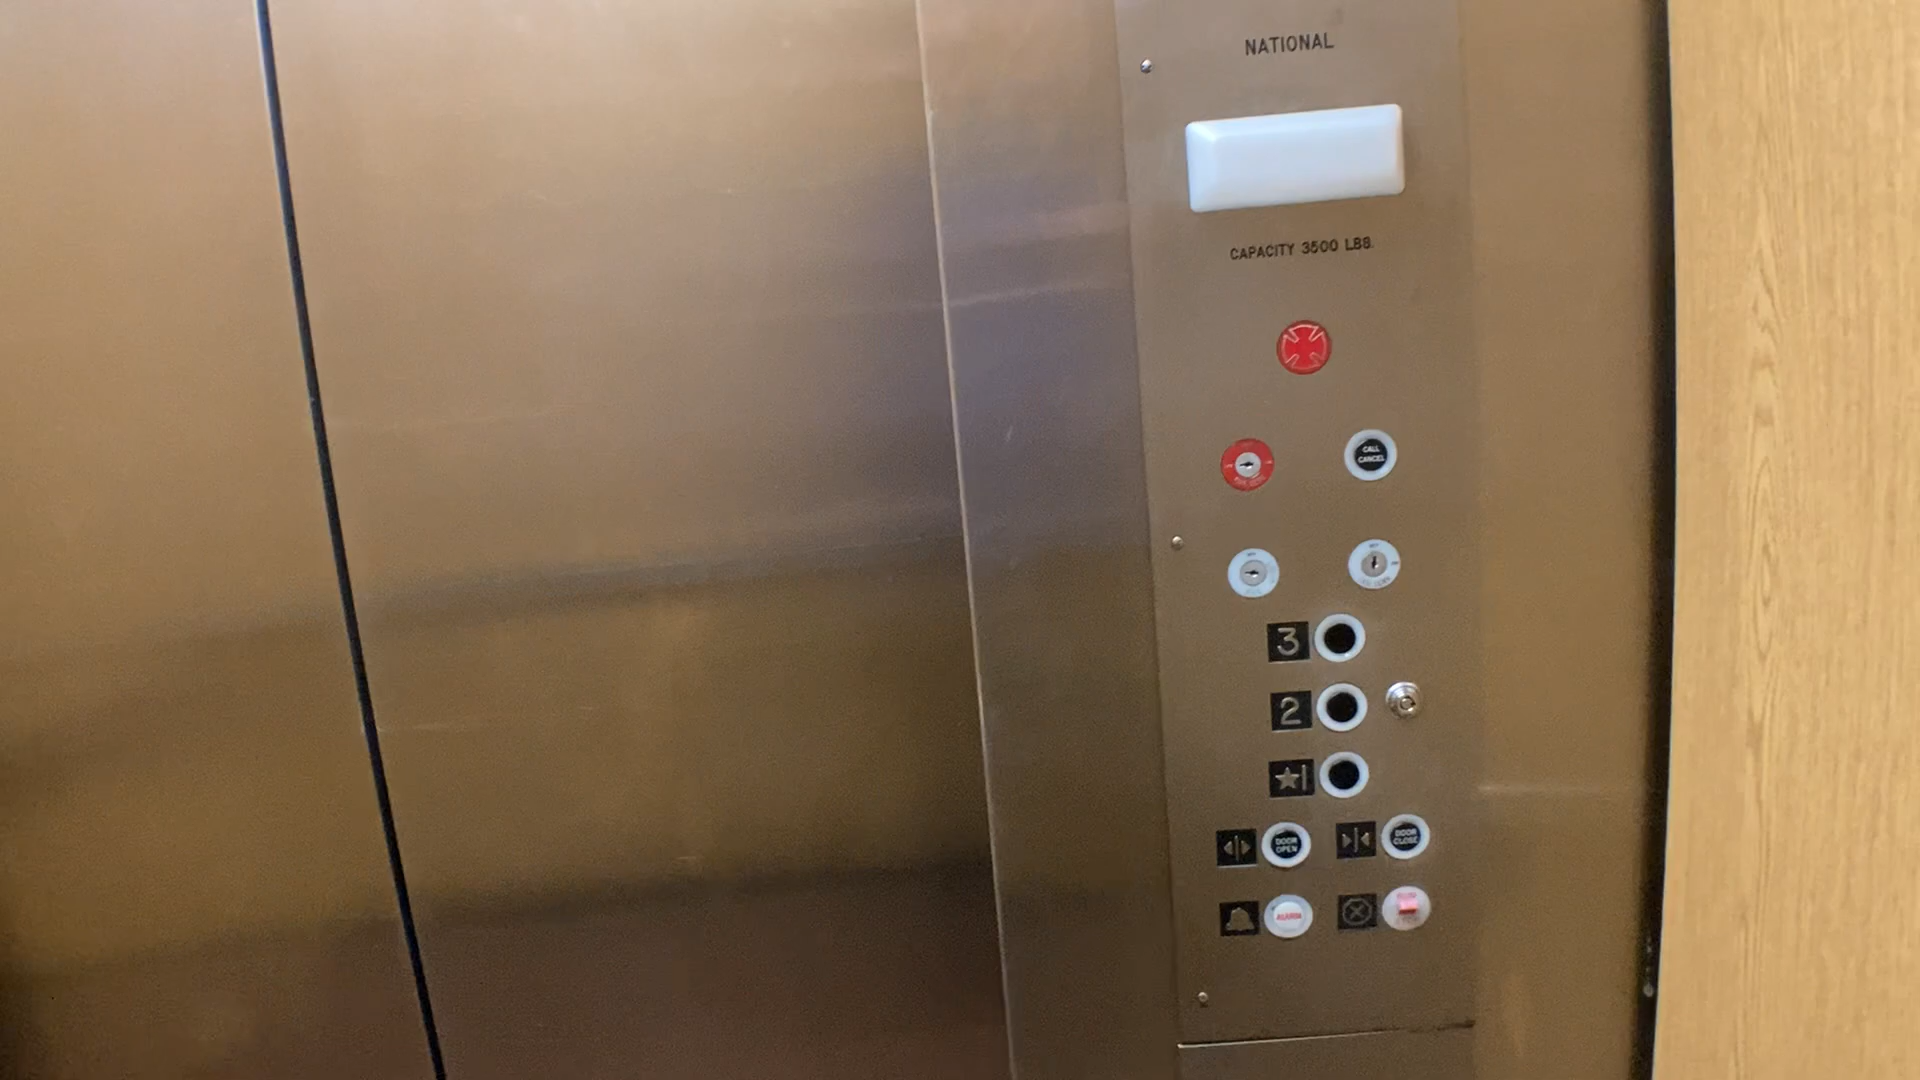 NATIONAL
CAPACITY 3500 LBS.
CALL
CANCEL
3
2
★1
DOOR
OPEN
DOOR
CLOSE
ALARM